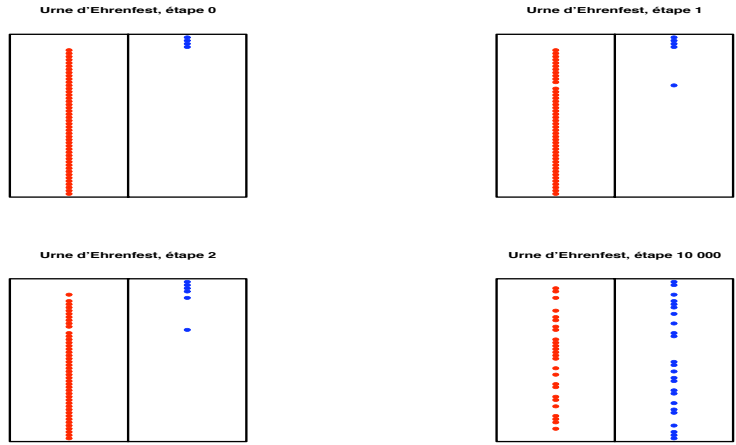 Urne d'Ehrenfest, étape 0
Urne d'Ehrenfest, étape 1
Urne d'Ehrenfest, étape 2
Urne d'Ehrenfest, étape 10 000